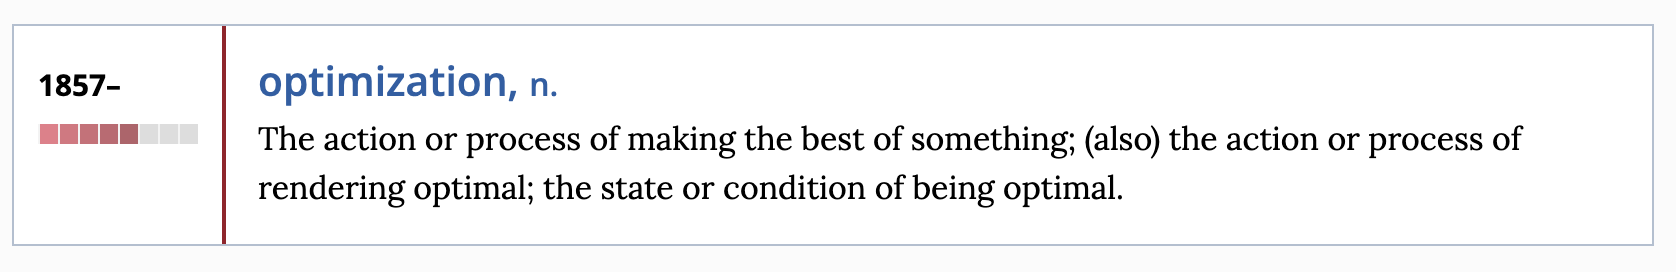 1857–
optimization, n.
The action or process of making the best of something; (also) the action or process of
rendering optimal; the state or condition of being optimal.